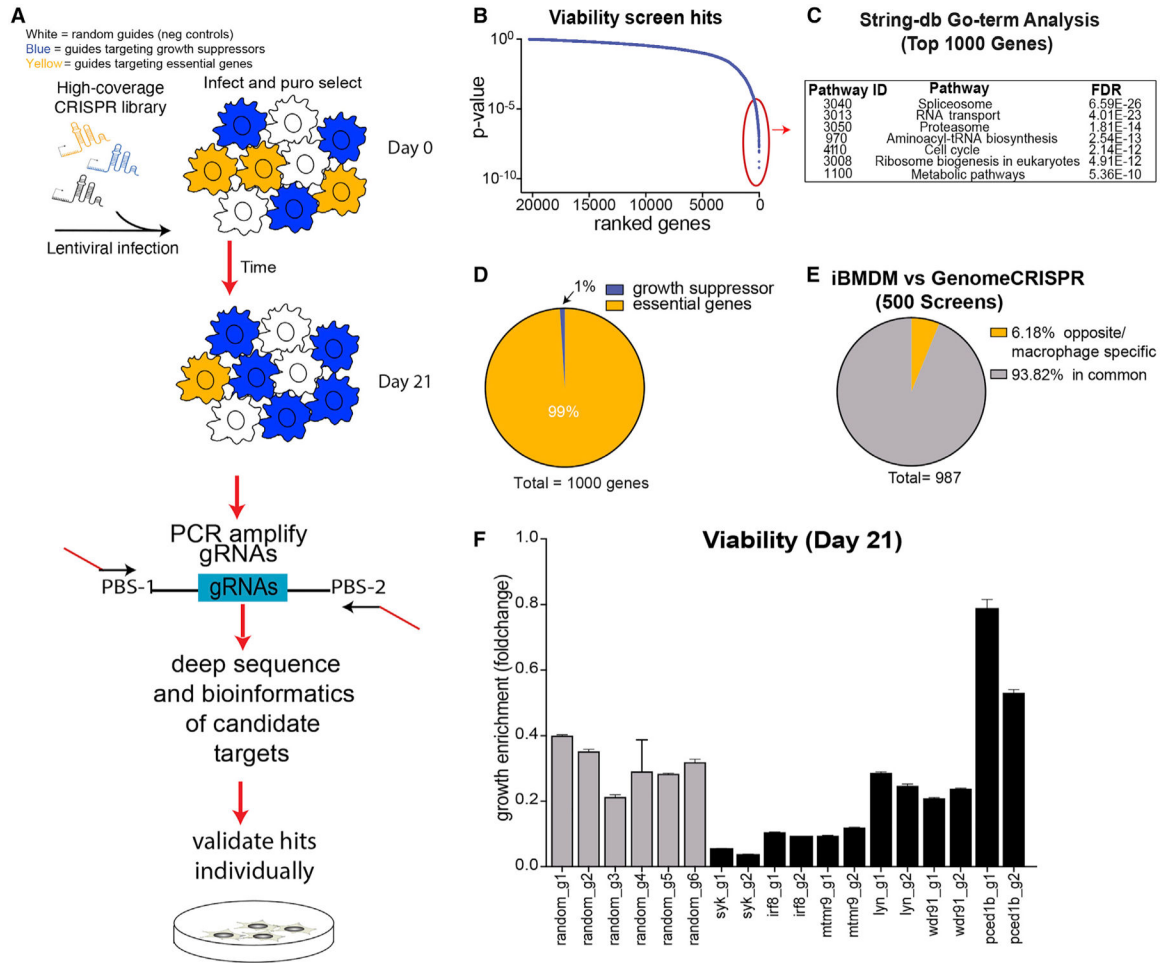 A
White = random guides (neg controls)
Blue = guides targeting growth suppressors
Yellow = guides targeting essential genes
High-coverage
CRISPR library
Infect and puro select
Day 0
Lentiviral infection
Time
Day 21
PCR amplify
gRNAs
PBS-1
gRNAs
PBS-2
deep sequence
and bioinformatics
of candidate
targets
validate hits
individually
B
Viability screen hits
p-value
10^0
10^-5
10^-10
20000 15000 10000 5000 0
ranked genes
C
String-db Go-term Analysis
(Top 1000 Genes)
Pathway ID Pathway FDR
3040 Spliceosome 6.59E-26
3013 RNA transport 4.01E-23
3050 Proteasome 1.81E-14
970 Aminoacyl-tRNA biosynthesis 2.54E-13
4110 Cell cycle 2.14E-12
3008 Ribosome biogenesis in eukaryotes 4.91E-12
1100 Metabolic pathways 5.36E-10
D
1%
growth suppressor
essential genes
99%
Total = 1000 genes
E
iBMDM vs GenomeCRISPR
(500 Screens)
6.18% opposite/
macrophage specific
93.82% in common
Total= 987
F
Viability (Day 21)
growth enrichment (foldchange)
1.0
0.8
0.6
0.4
0.2
0.0
random_g1
random_g2
random_g3
random_g4
random_g5
random_g6
syk_g1
syk_g2
irf8_g1
irf8_g2
mtmr9_g1
mtmr9_g2
lyn_g1
lyn_g2
wdr91_g1
wdr91_g2
pced1b_g1
pced1b_g2